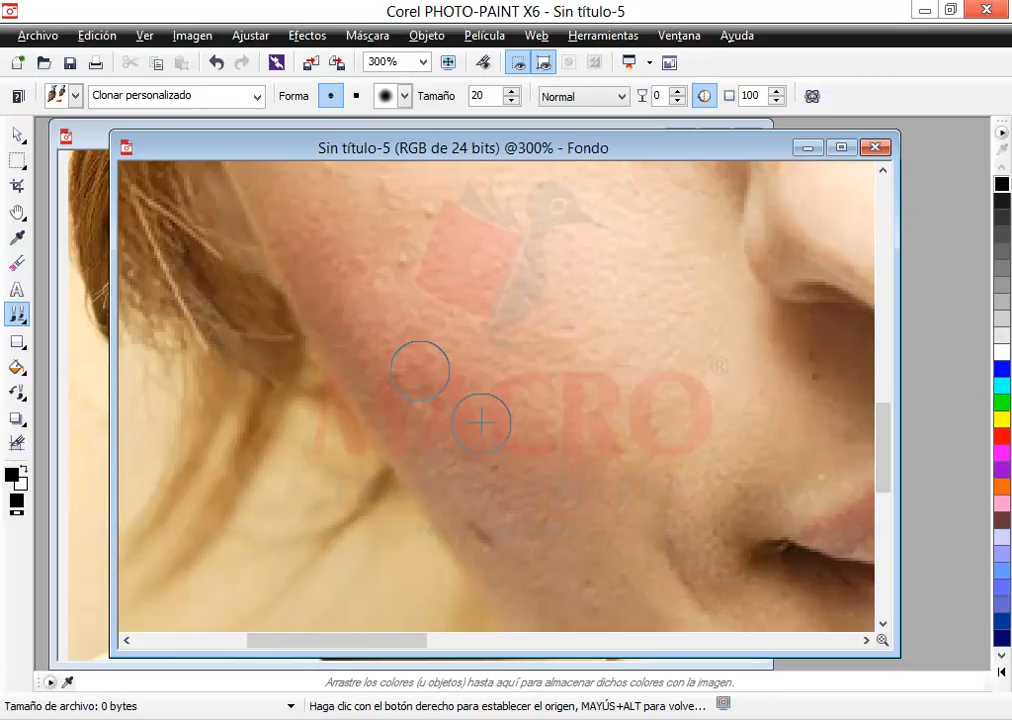 Corel PHOTO-PAINT X6 - Sin título-5
Archivo Edición Ver Imagen Ajustar Efectos Máscara Objeto Película Web Herramientas Ventana Ayuda
300%
Clonar personalizado Forma Tamaño 20 Normal 0 100
Sin título-5 (RGB de 24 bits) @300% - Fondo
MACRO ®
Arrastre los colores (u objetos) hasta aquí para almacenar dichos colores con la imagen.
Tamaño de archivo: 0 bytes Haga clic con el botón derecho para establecer el origen, MAYÚS+ALT para volve...